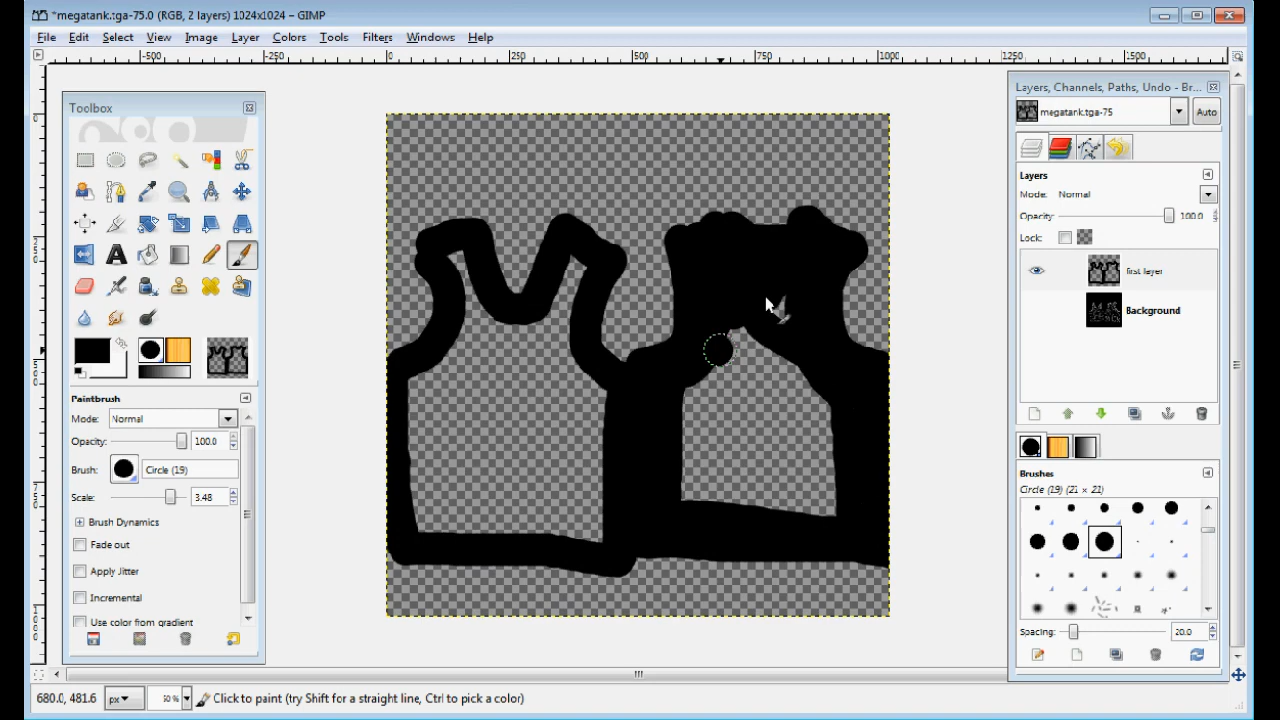 *megatank.tga-75.0 (RGB, 2 layers) 1024x1024 – GIMP
File Edit Select View Image Layer Colors Tools Filters Windows Help
-500 -250 0 250 500 750 1000 1250 1500
Toolbox
Layers, Channels, Paths, Undo - Br...
megatank.tga-75 Auto
Layers
Mode: Normal
Opacity: 100.0
Lock:
first layer
Background
Paintbrush
Mode: Normal
Opacity: 100.0
Brush: Circle (19)
Scale: 3.48
Brush Dynamics
Fade out
Apply Jitter
Incremental
Use color from gradient
Brushes
Circle (19) (21 × 21)
Spacing: 20.0
680.0, 481.6 px 50 % Click to paint (try Shift for a straight line, Ctrl to pick a color)